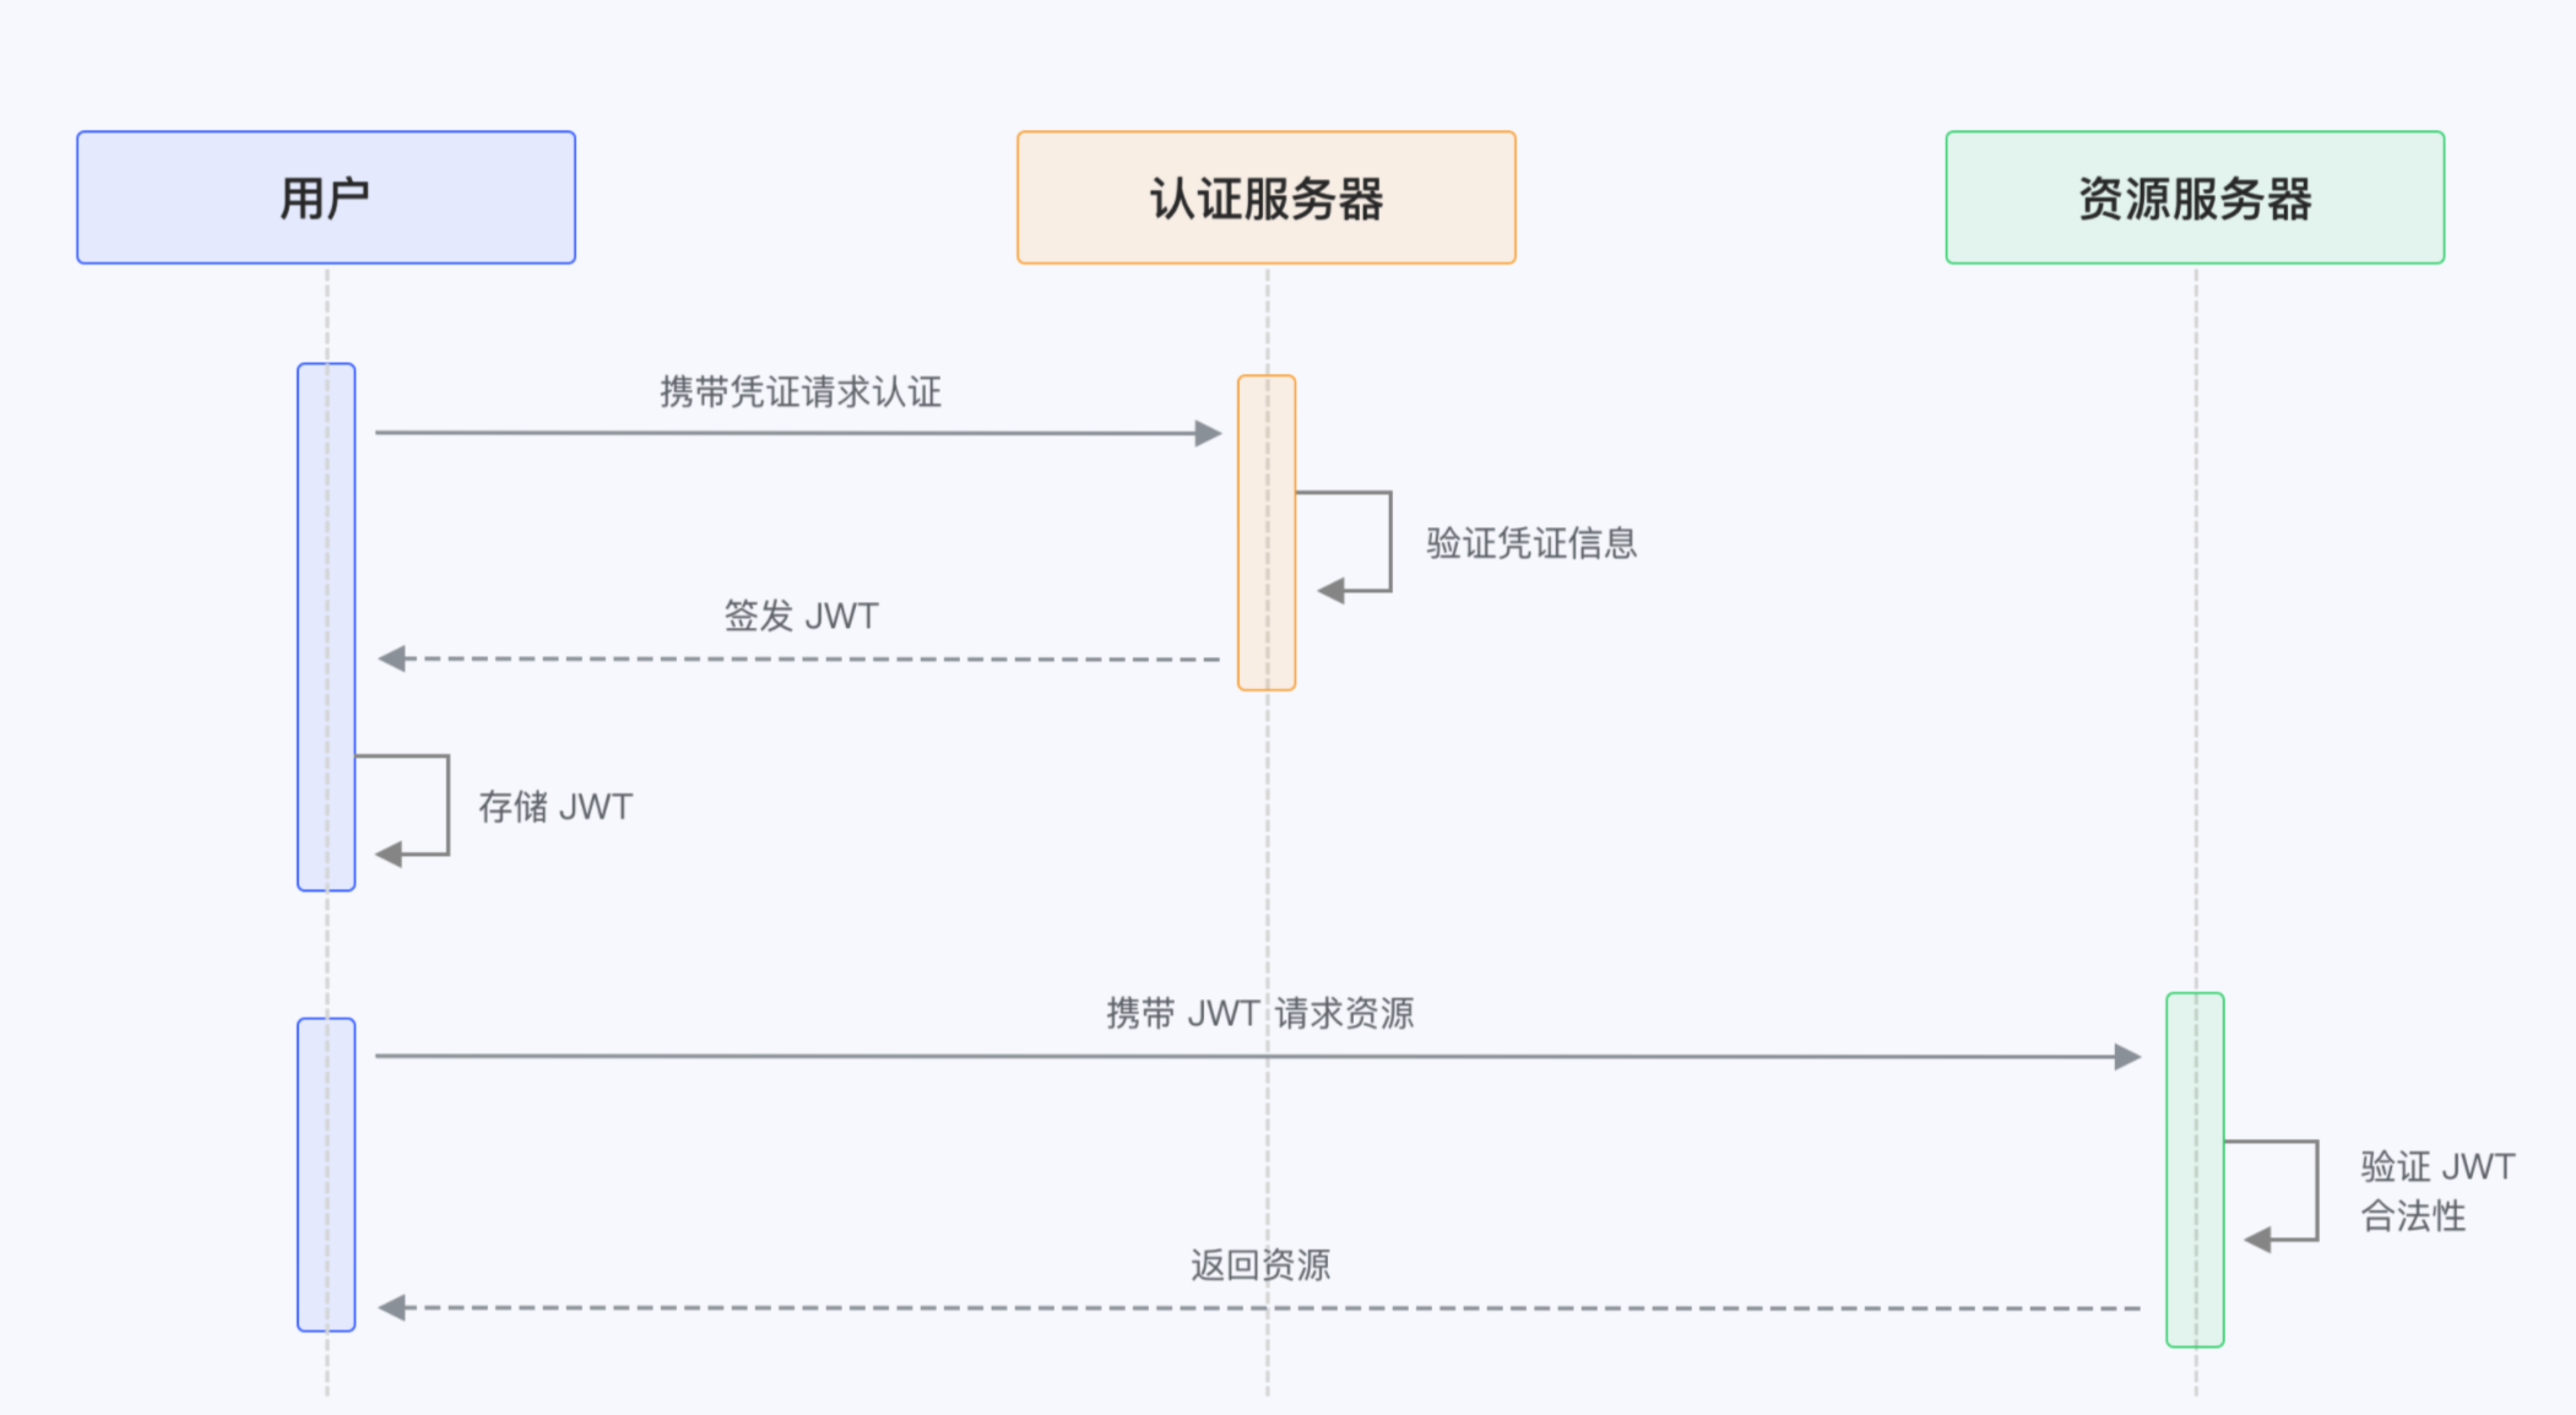 用户
认证服务器
资源服务器
携带凭证请求认证
验证凭证信息
签发 JWT
存储 JWT
携带 JWT 请求资源
验证 JWT
合法性
返回资源